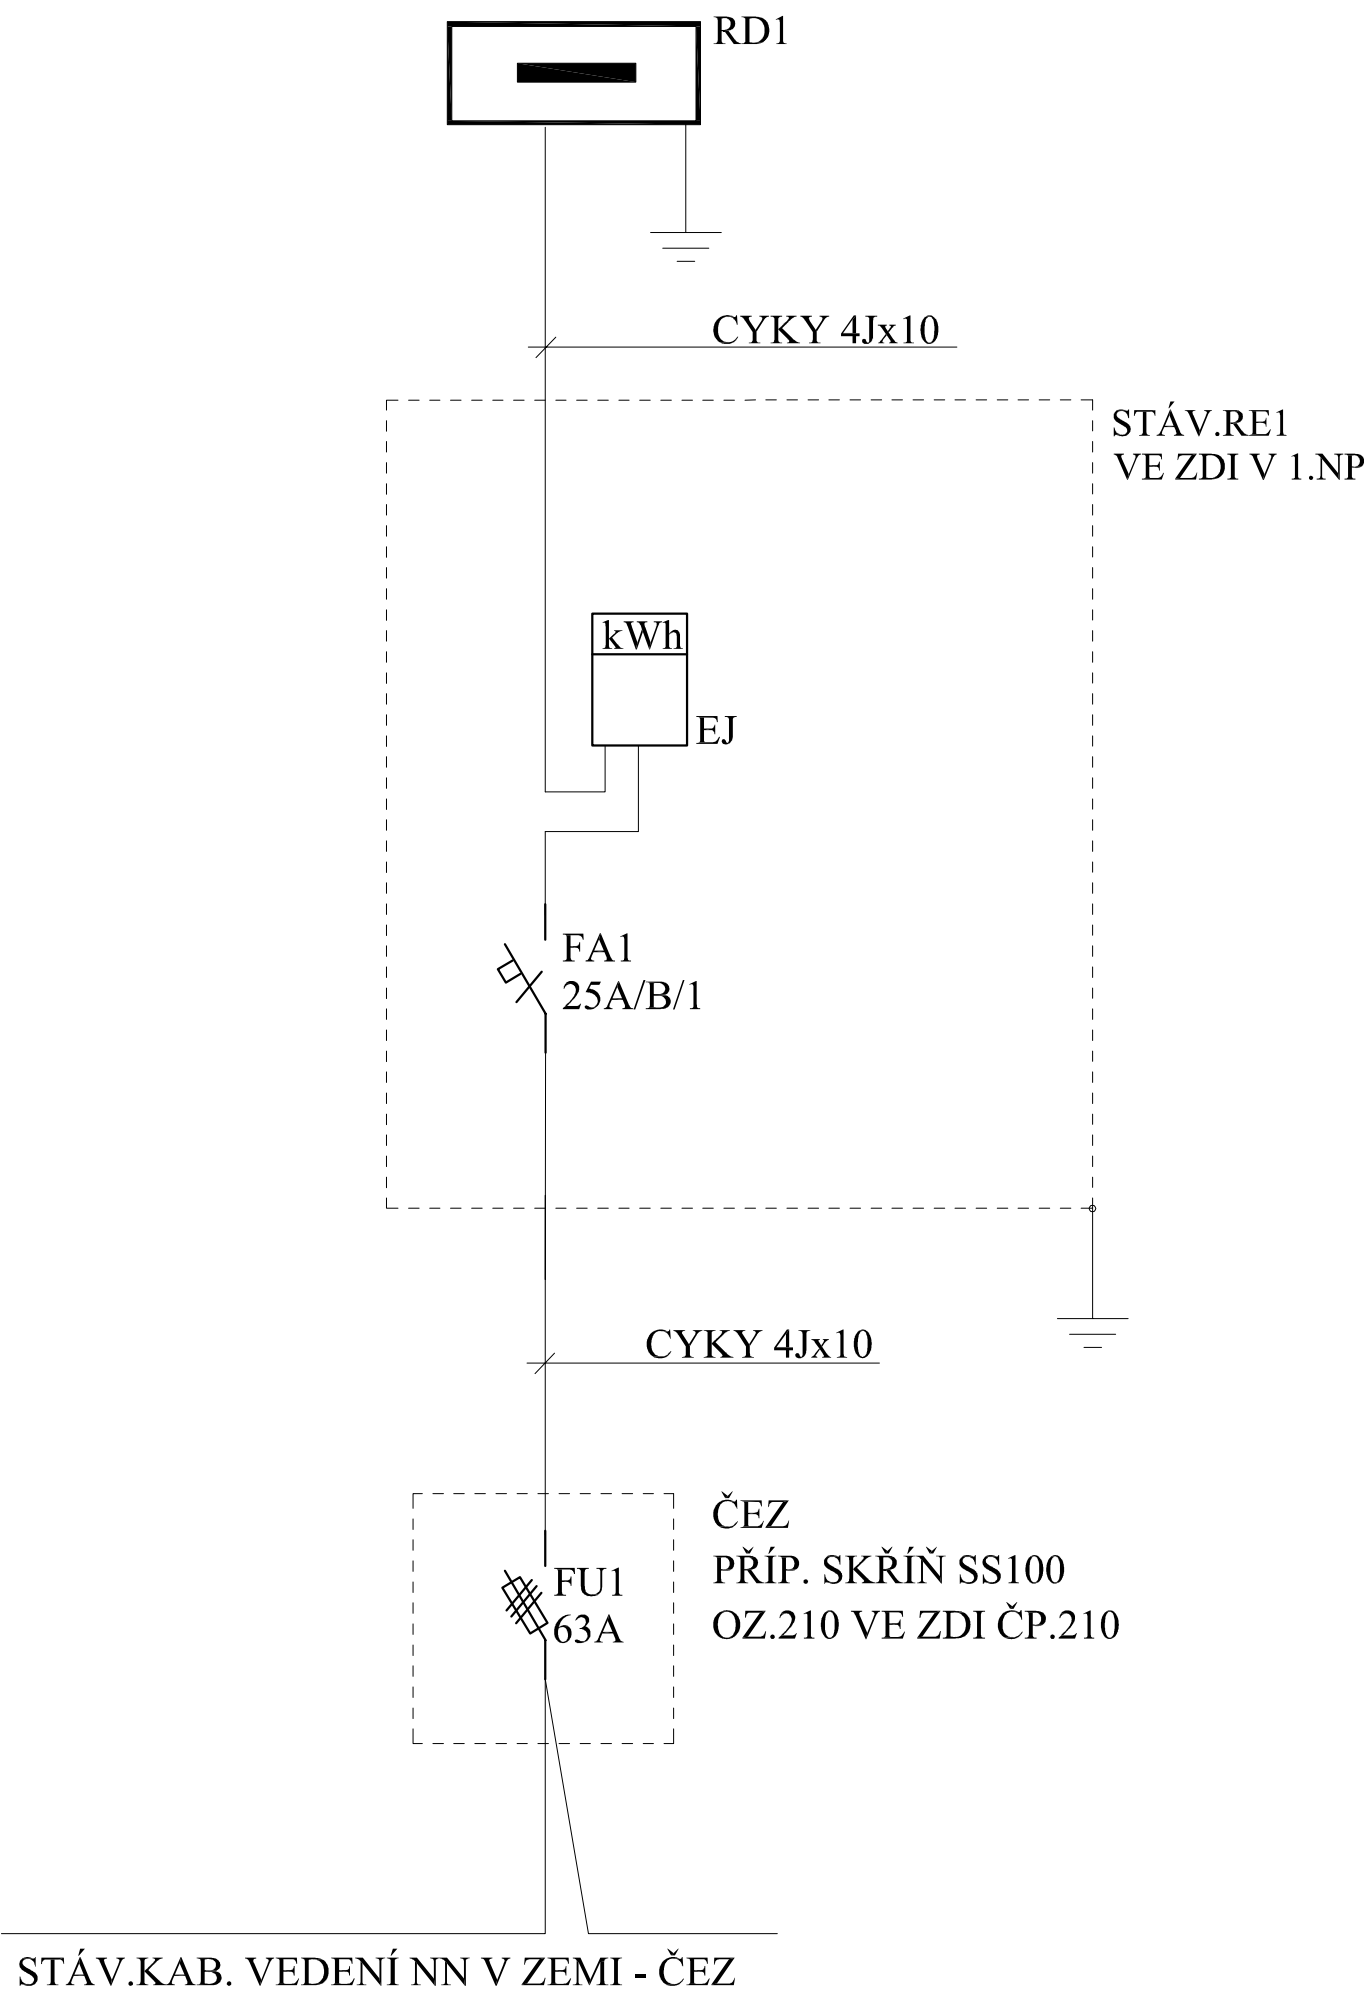 RD1
CYKY 4Jx10
STÁV.RE1
VE ZDI V 1.NP
kWh
EJ
FA1
25A/B/1
CYKY 4Jx10
ČEZ
PŘÍP. SKŘÍŇ SS100
OZ.210 VE ZDI ČP.210
FU1
63A
STÁV.KAB. VEDENÍ NN V ZEMI - ČEZ